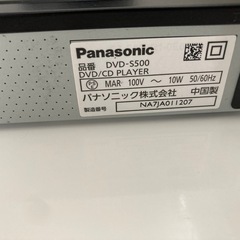 Panasonic
品番 DVD-S500
DVD/CD PLAYER
MAR 100V ~ 10W 50/60Hz
パナソニック株式会社 中国製
製造番号 NA7JA011207